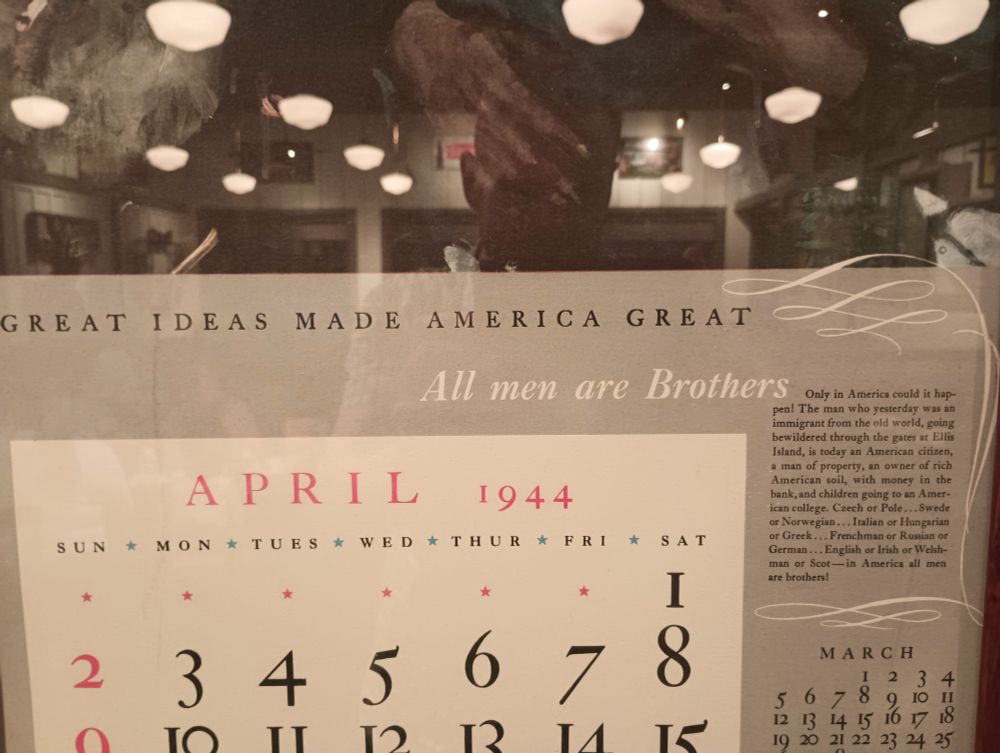 GREAT IDEAS MADE AMERICA GREAT
All men are Brothers
Only in America could it hap-
pen! The man who yesterday was an
immigrant from the old world, going
bewildered through the gates at Ellis
Island, is today an American citizen,
a man of property, an owner of rich
American soil, with money in the
bank, and children going to an Amer-
ican college. Czech or Pole...Swede
or Norwegian...Italian or Hungarian
or Greek...Frenchman or Russian or
German...English or Irish or Welsh-
man or Scot—in America all men
are brothers!
APRIL 1944
SUN ★ MON ★ TUES ★ WED ★ THUR ★ FRI ★ SAT
★ ★ ★ ★ ★ ★ 1
2 3 4 5 6 7 8
9 10 11 12 13 14 15
MARCH
1 2 3 4
5 6 7 8 9 10 11
12 13 14 15 16 17 18
19 20 21 22 23 24 25